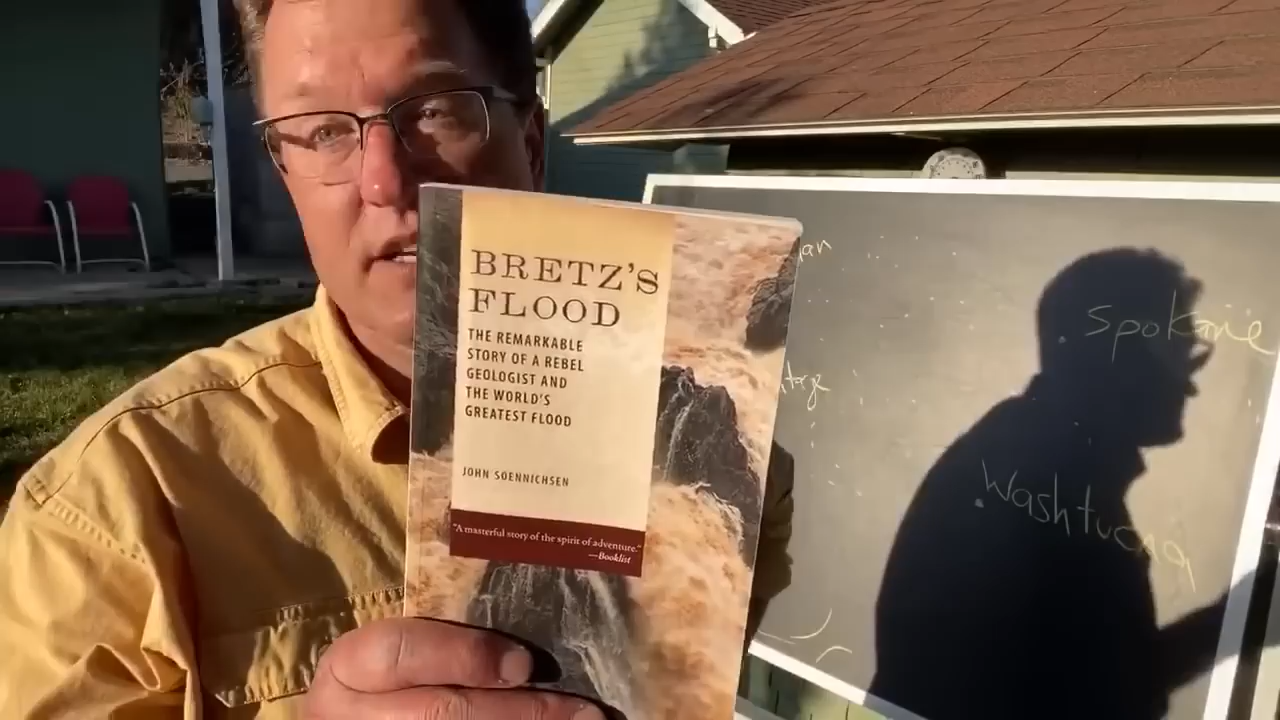 BRETZ'S
FLOOD
THE REMARKABLE
STORY OF A REBEL
GEOLOGIST AND
THE WORLD'S
GREATEST FLOOD
JOHN SOENNICHSEN
"A masterful story of the spirit of adventure."
—Booklist
Spokane
Washtucna